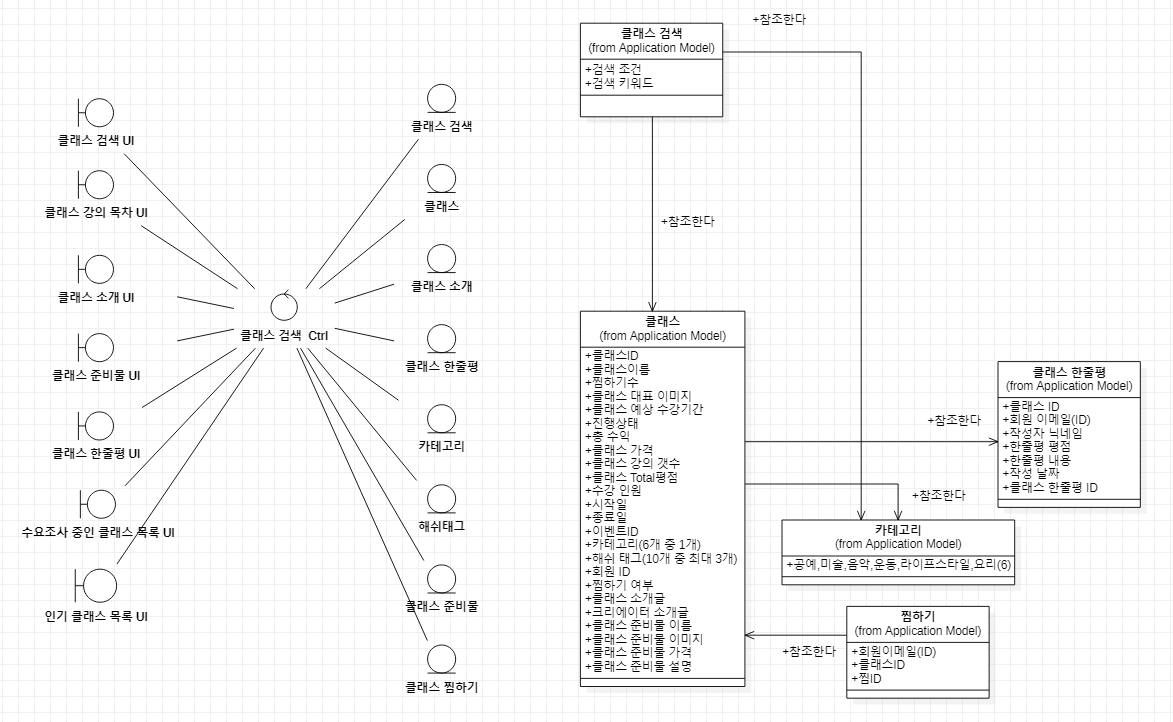 클래스 검색 UI
클래스 강의 목차 UI
클래스 소개 UI
클래스 준비물 UI
클래스 한줄평 UI
수요조사 중인 클래스 목록 UI
인기 클래스 목록 UI
클래스 검색  Ctrl
클래스 검색
클래스
클래스 소개
클래스 한줄평
카테고리
해쉬태그
클래스 준비물
클래스 찜하기
클래스 검색
(from Application Model)
+검색 조건
+검색 키워드
+참조한다
+참조한다
클래스
(from Application Model)
+클래스ID
+클래스이름
+찜하기수
+클래스 대표 이미지
+클래스 예상 수강기간
+진행상태
+총 수익
+클래스 가격
+클래스 강의 갯수
+클래스 Total평점
+수강 인원
+시작일
+종료일
+이벤트ID
+카테고리(6개 중 1개)
+해쉬 태그(10개 중 최대 3개)
+회원 ID
+찜하기 여부
+클래스 소개글
+크리에이터 소개글
+클래스 준비물 이름
+클래스 준비물 이미지
+클래스 준비물 가격
+클래스 준비물 설명
+참조한다
클래스 한줄평
(from Application Model)
+클래스 ID
+회원 이메일(ID)
+작성자 닉네임
+한줄평 평점
+한줄평 내용
+작성 날짜
+클래스 한줄평 ID
+참조한다
카테고리
(from Application Model)
+공예,미술,음악,운동,라이프스타일,요리(6)
찜하기
(from Application Model)
+회원이메일(ID)
+클래스ID
+찜ID
+참조한다